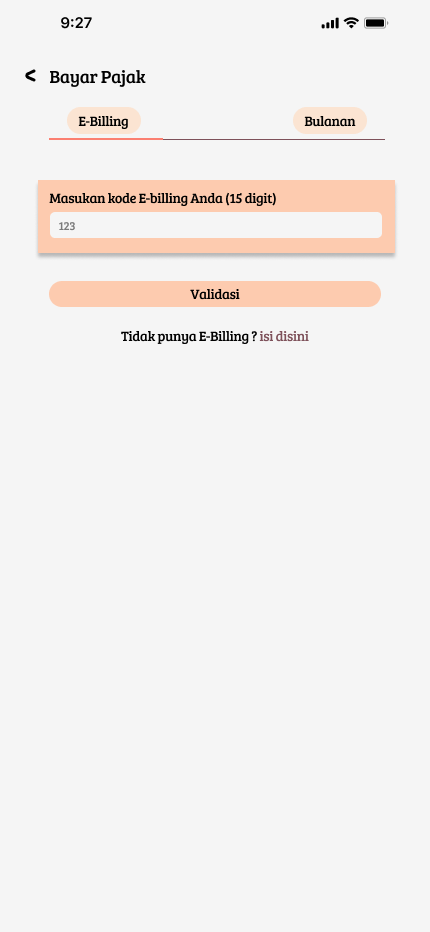 9:27
< Bayar Pajak
E-Billing Bulanan
Masukan kode E-billing Anda (15 digit)
123
Validasi
Tidak punya E-Billing ? isi disini